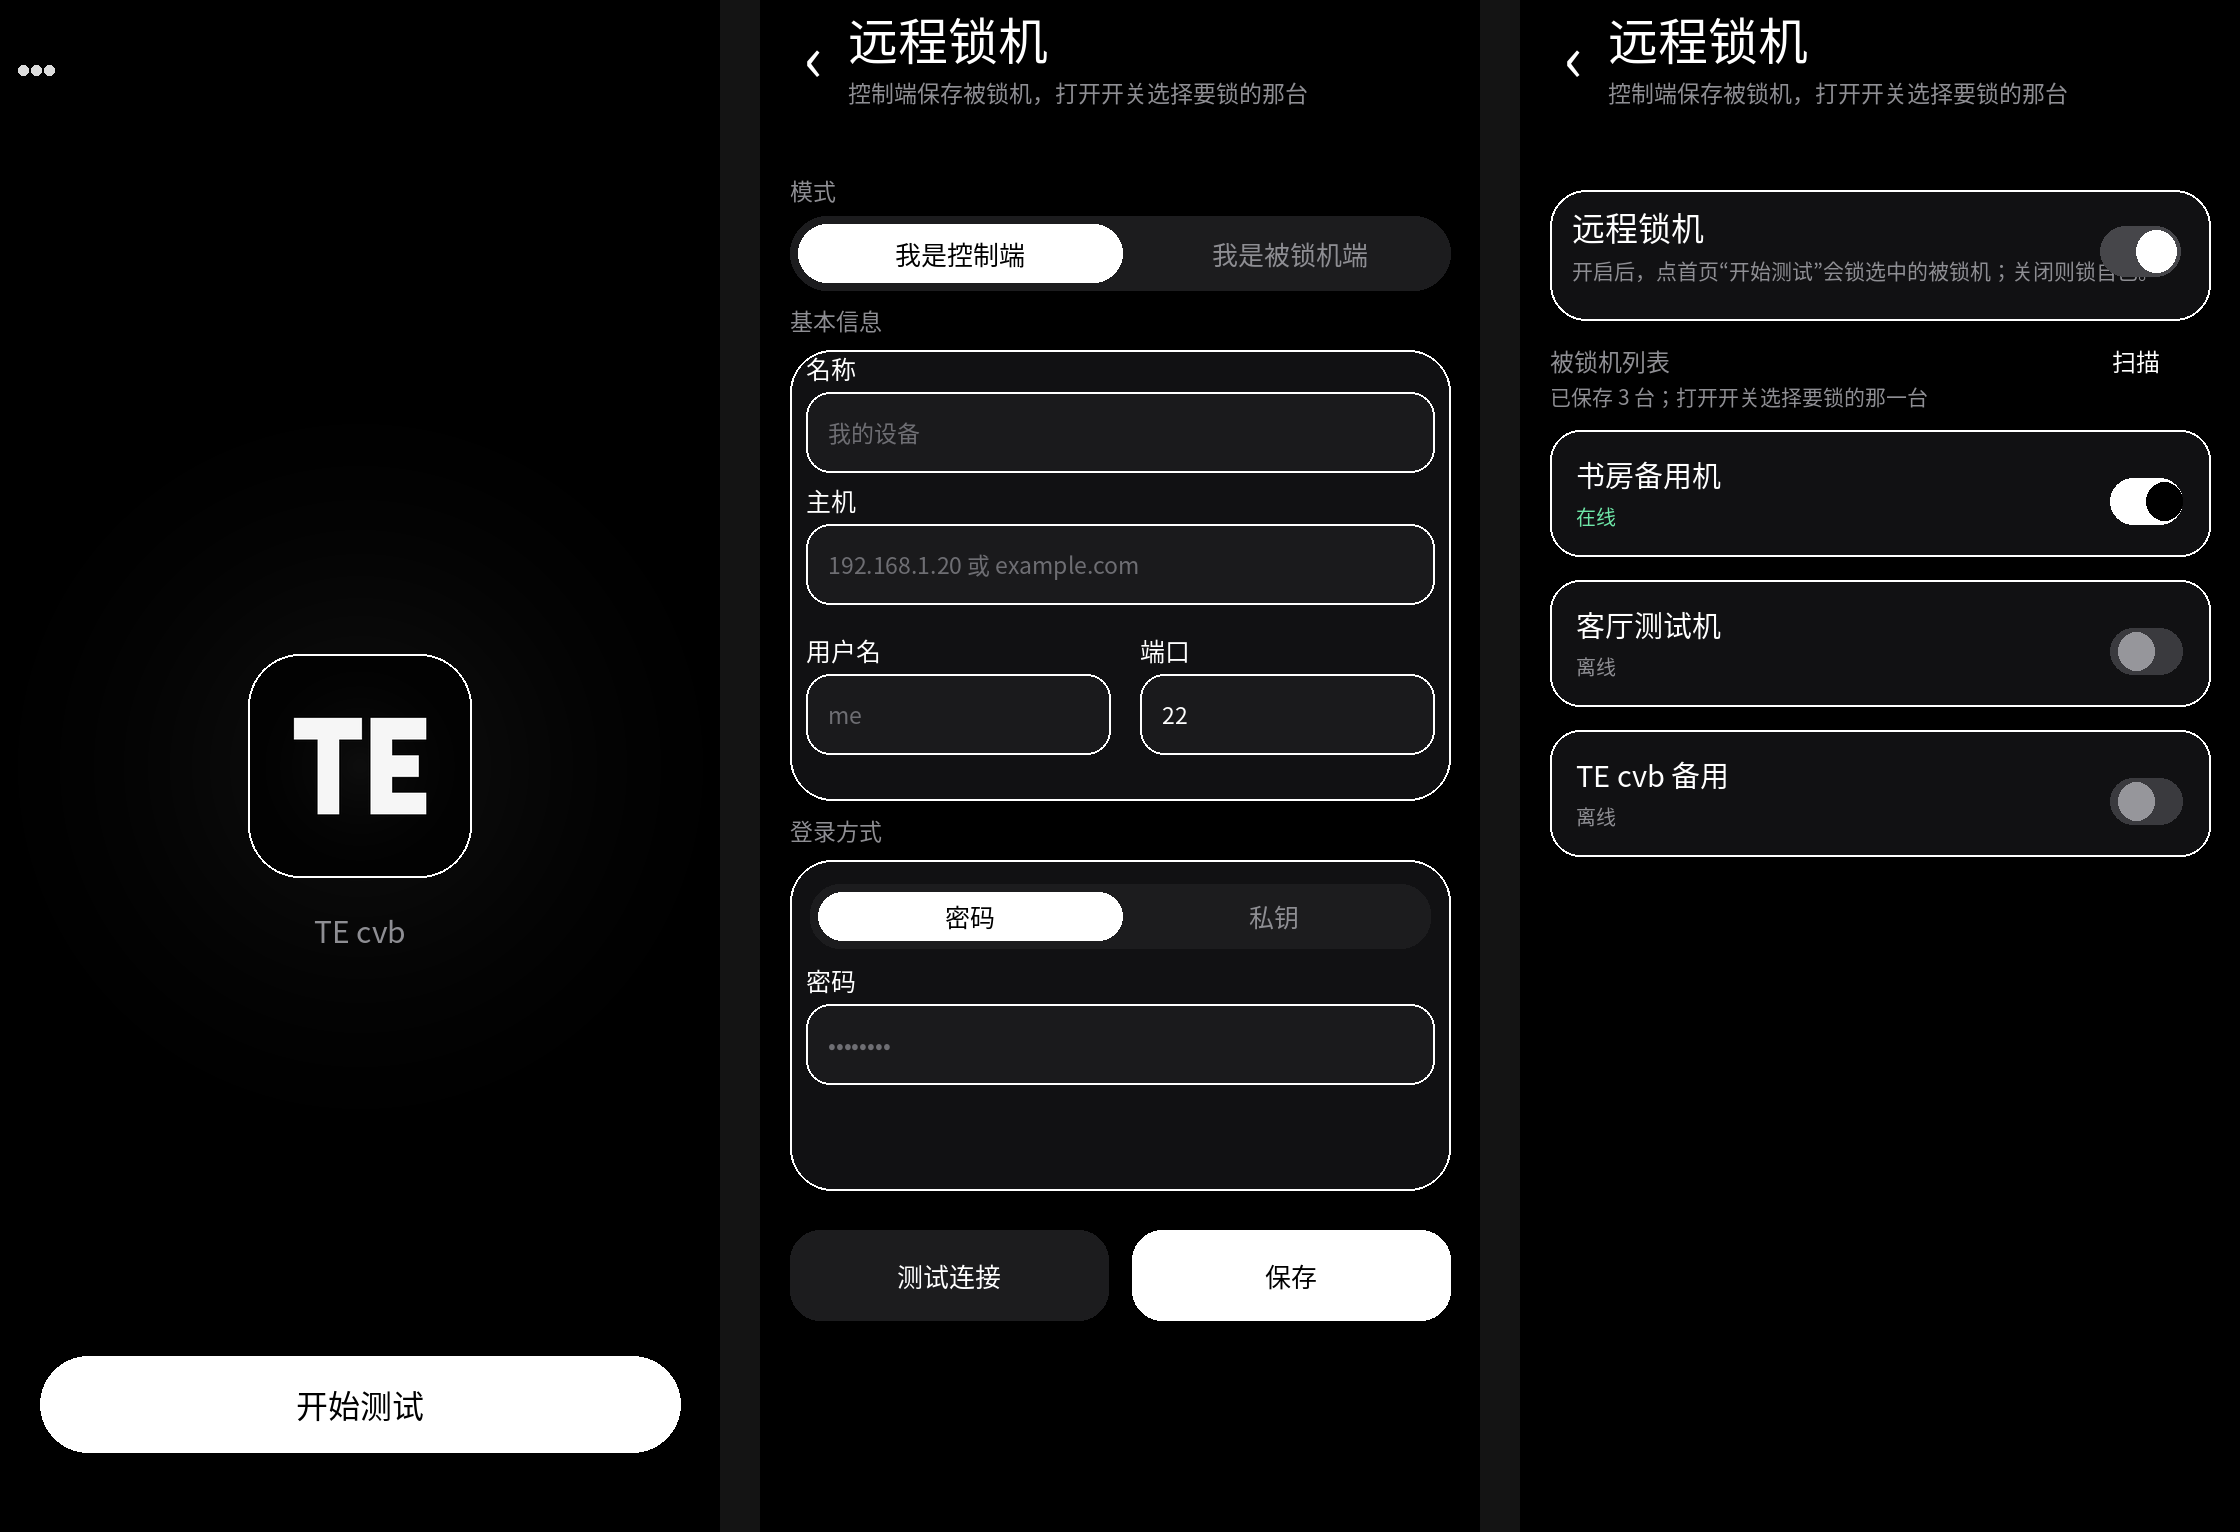 TE
TE cvb
开始测试
远程锁机
控制端保存被锁机，打开开关选择要锁的那台
模式
我是控制端 我是被锁机端
基本信息
名称
我的设备
主机
192.168.1.20 或 example.com
用户名 端口
me 22
登录方式
密码 私钥
密码
••••••••
测试连接 保存
远程锁机
控制端保存被锁机，打开开关选择要锁的那台
远程锁机
开启后，点首页“开始测试”会锁选中的被锁机；关闭则锁自己。
被锁机列表 扫描
已保存 3 台；打开开关选择要锁的那一台
书房备用机
在线
客厅测试机
离线
TE cvb 备用
离线